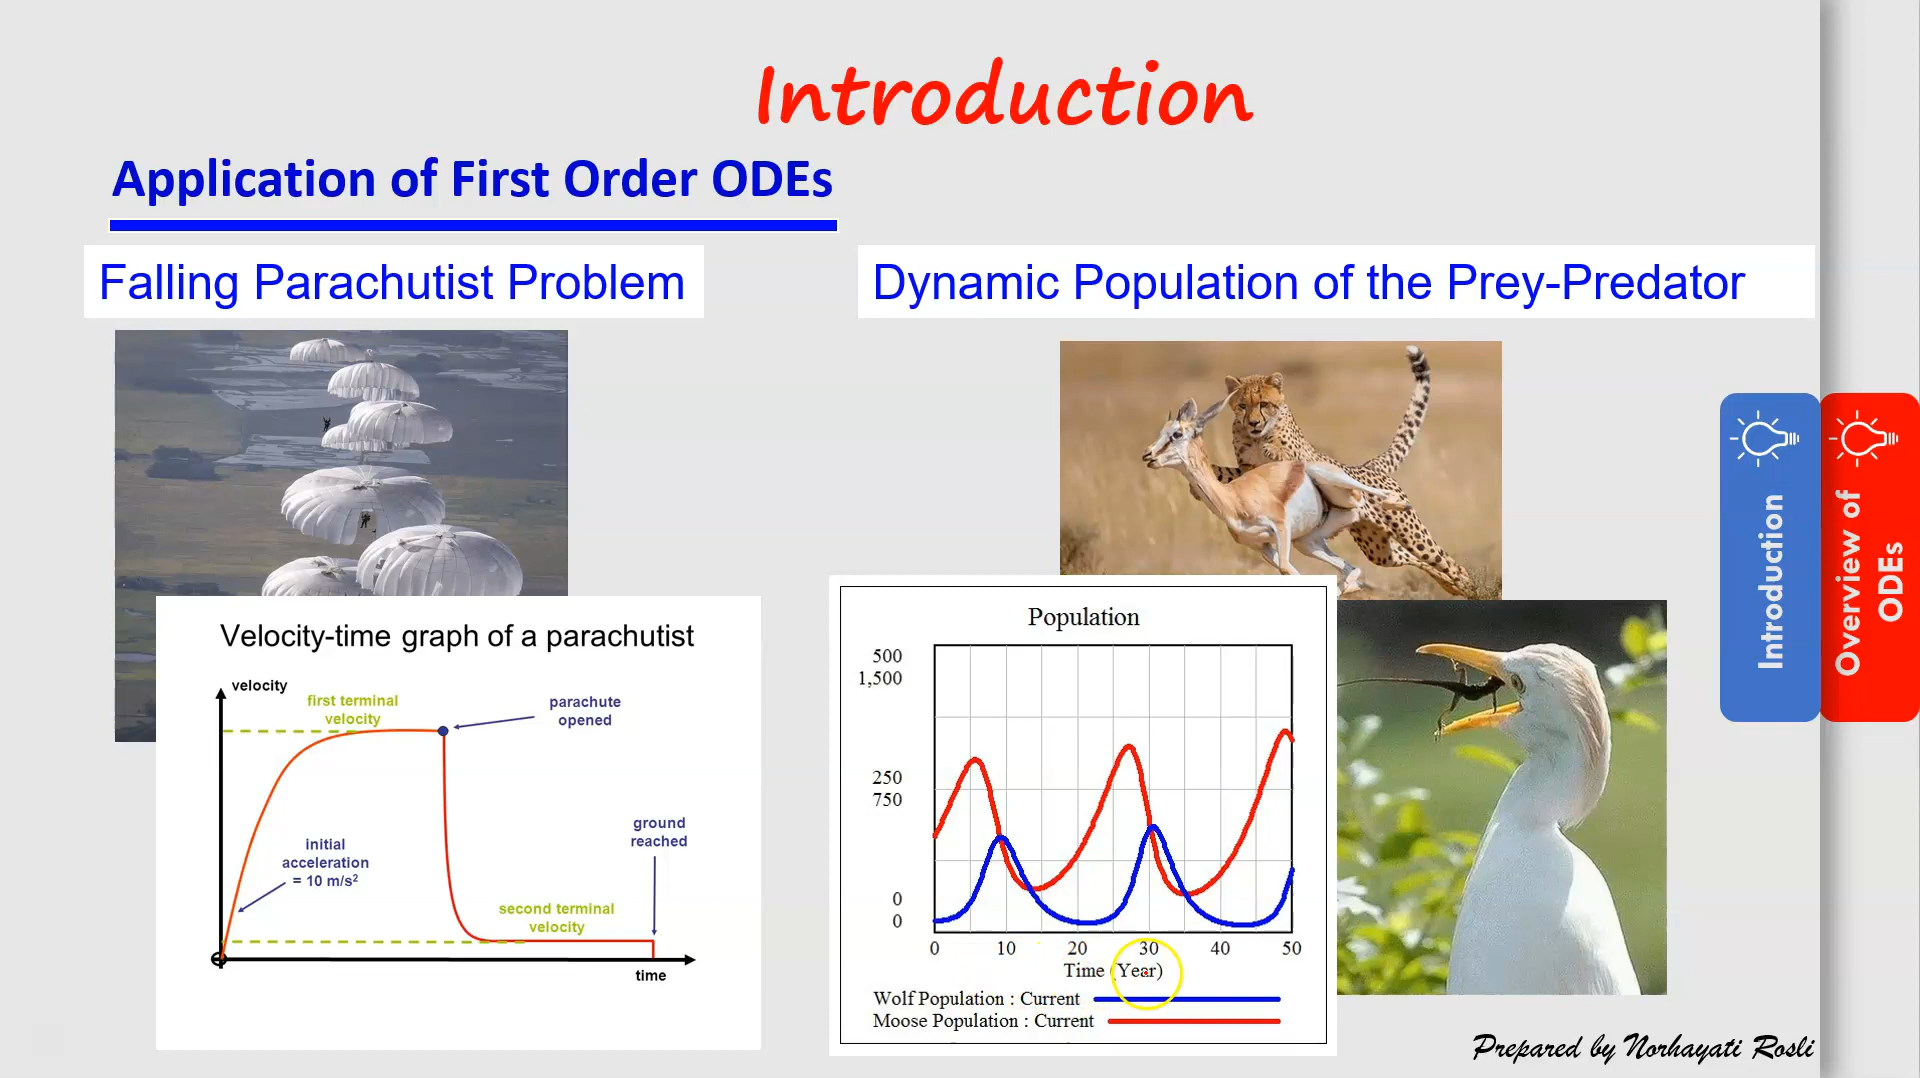 Introduction
Application of First Order ODEs
Falling Parachutist Problem
Dynamic Population of the Prey-Predator
Velocity-time graph of a parachutist
velocity
first terminal
velocity
parachute
opened
initial
acceleration
= 10 m/s²
ground
reached
second terminal
velocity
time
Population
500
1,500
250
750
0
0
0 10 20 30 40 50
Time (Year)
Wolf Population : Current
Moose Population : Current
Introduction
Overview of
ODEs
Prepared by Norhayati Rosli